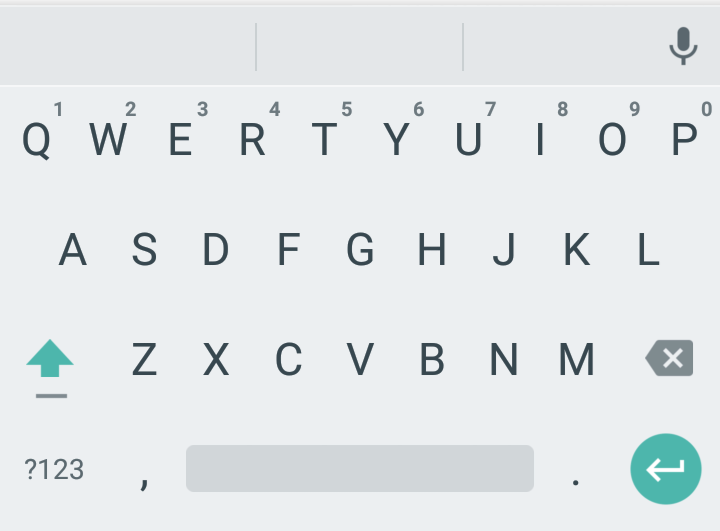 1 2 3 4 5 6 7 8 9 0
Q W E R T Y U I O P
A S D F G H J K L
Z X C V B N M
?123 , .